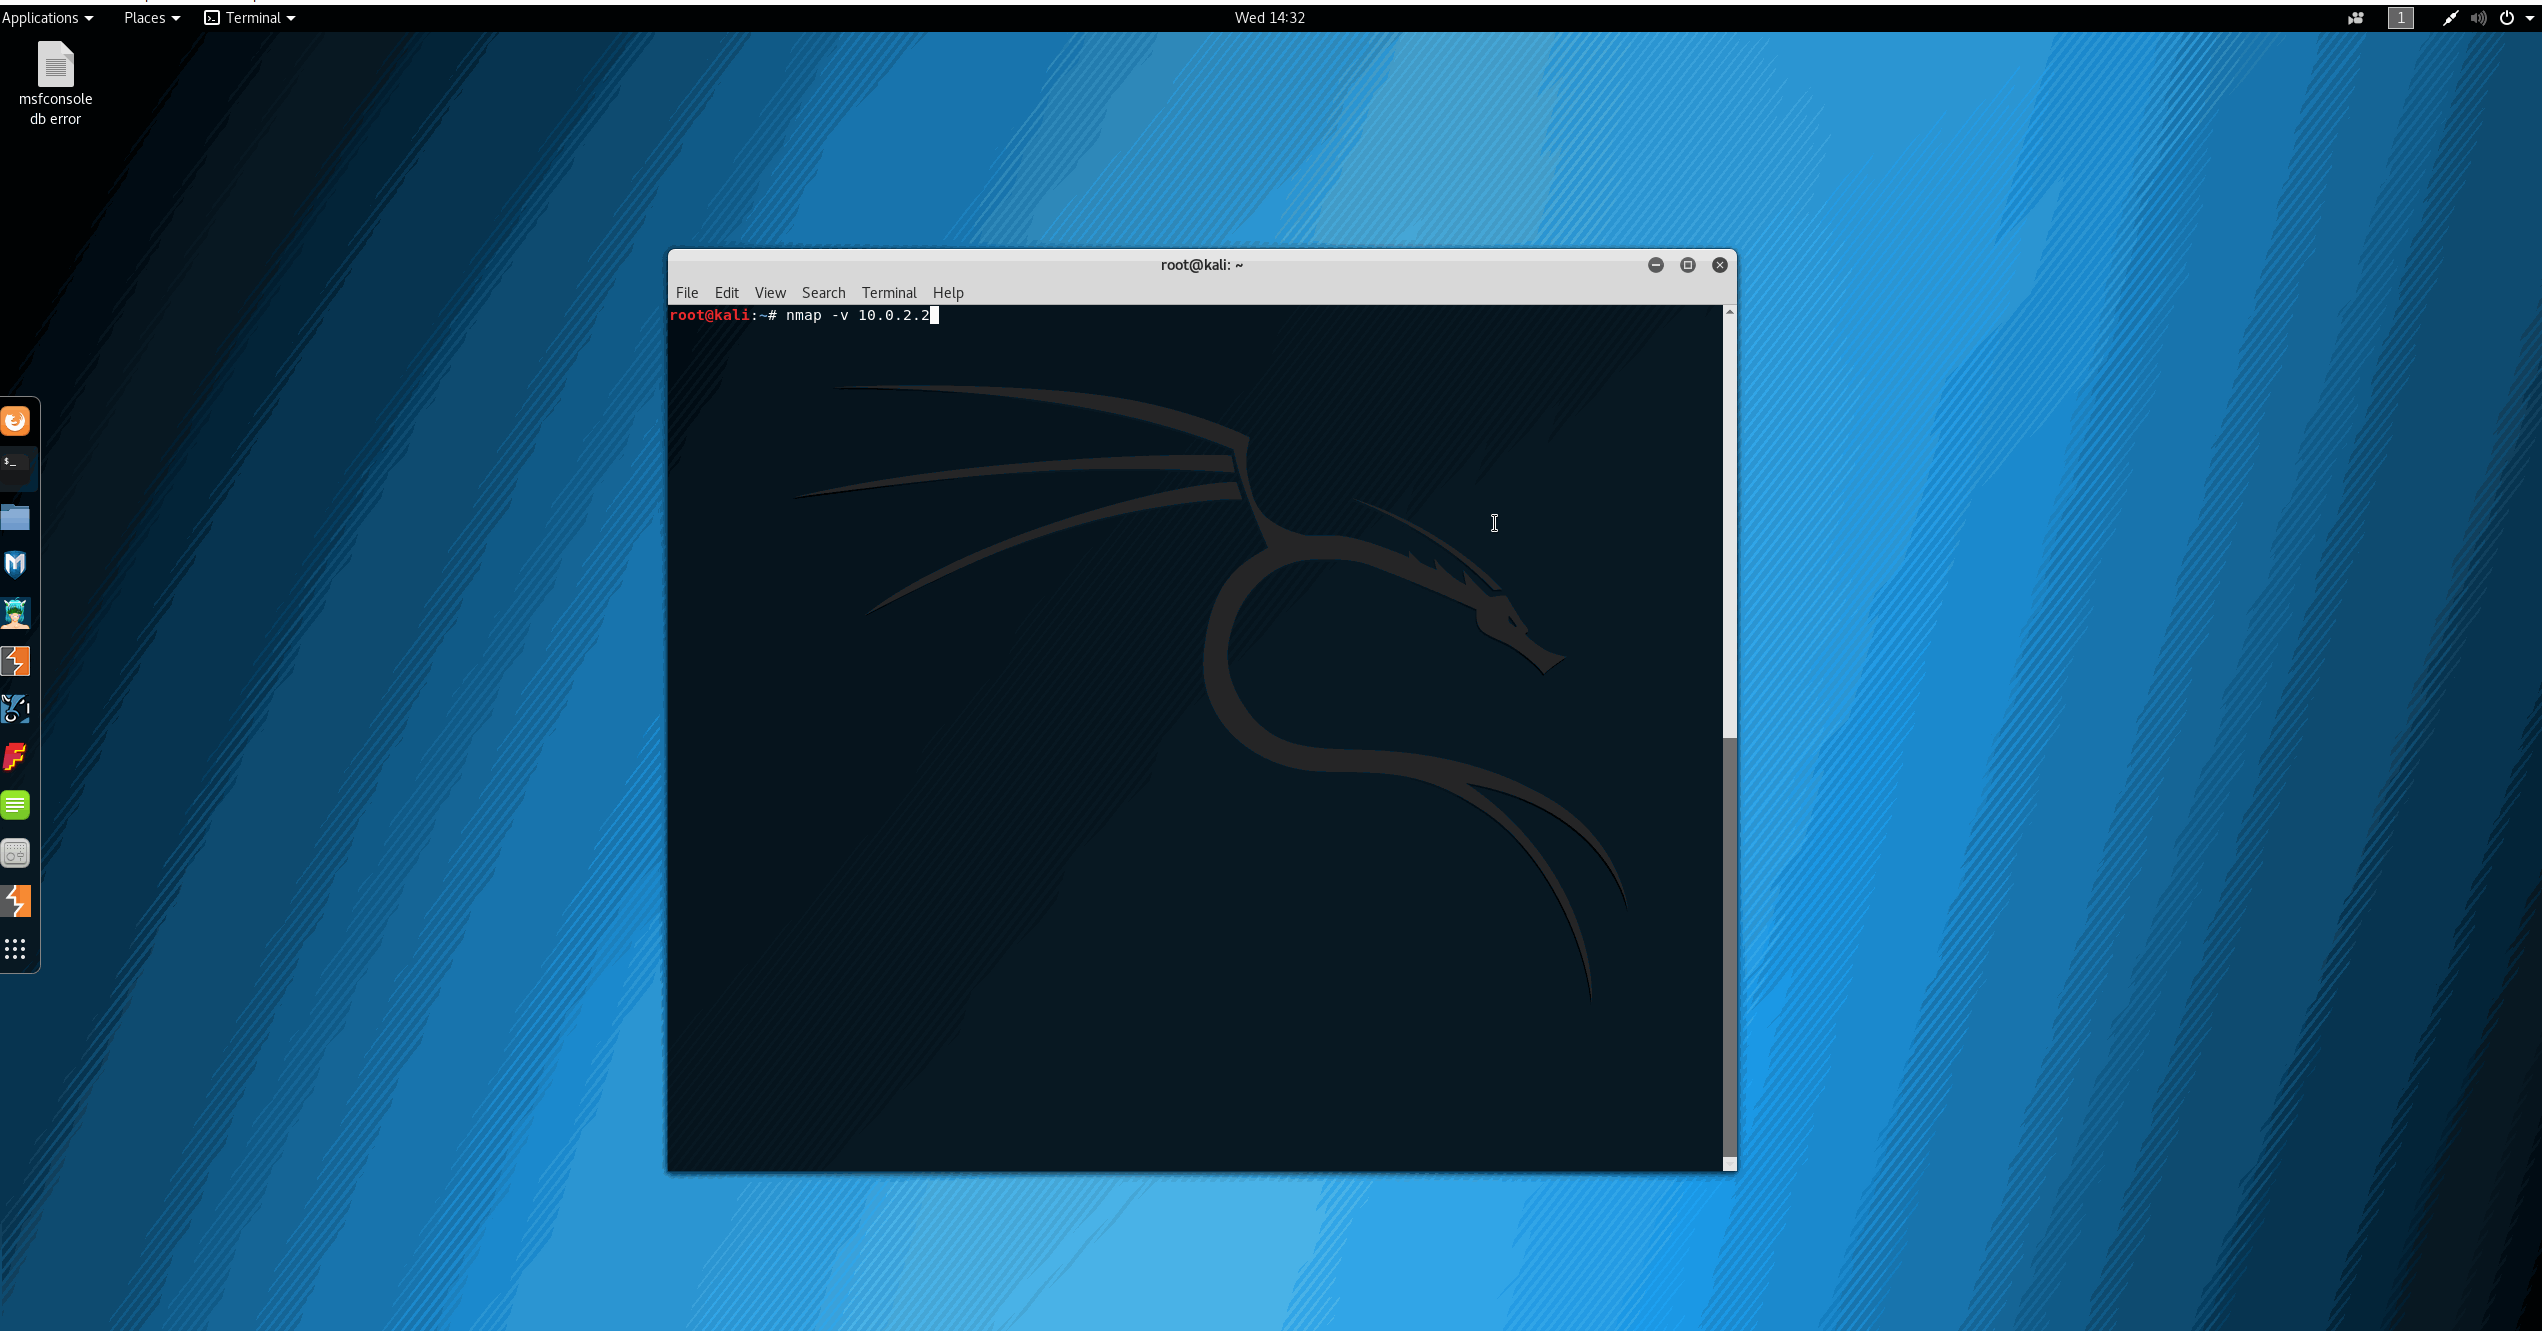 Applications Places Terminal Wed 14:32 1
msfconsole
db error
root@kali: ~
File Edit View Search Terminal Help
root@kali:~# nmap -v 10.0.2.2
$_